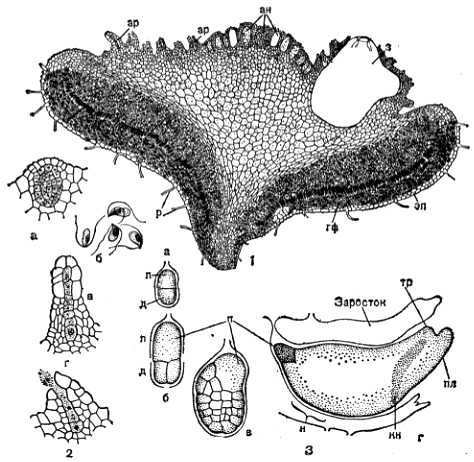 ар
ар
ан
з
р
эп
гф
1
а
б
в
г
2
а
п
д
п
д
б
п
в
Заросток
тр
пл
н
кн
3
г